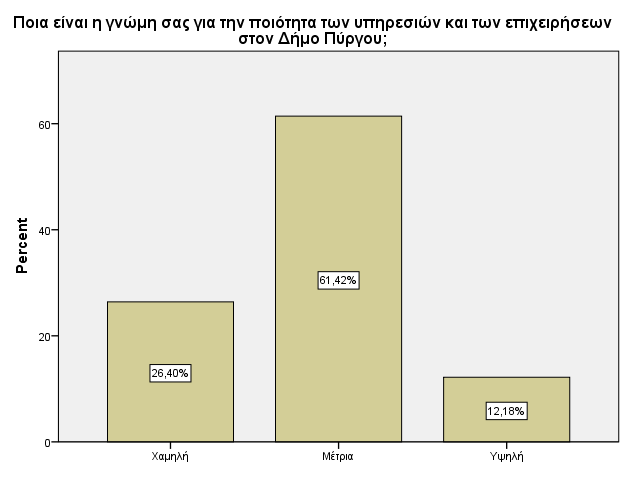 Ποια είναι η γνώμη σας για την ποιότητα των υπηρεσιών και των επιχειρήσεων
στον Δήμο Πύργου;
Percent
60
40
20
0
26,40%
61,42%
12,18%
Χαμηλή
Μέτρια
Υψηλή